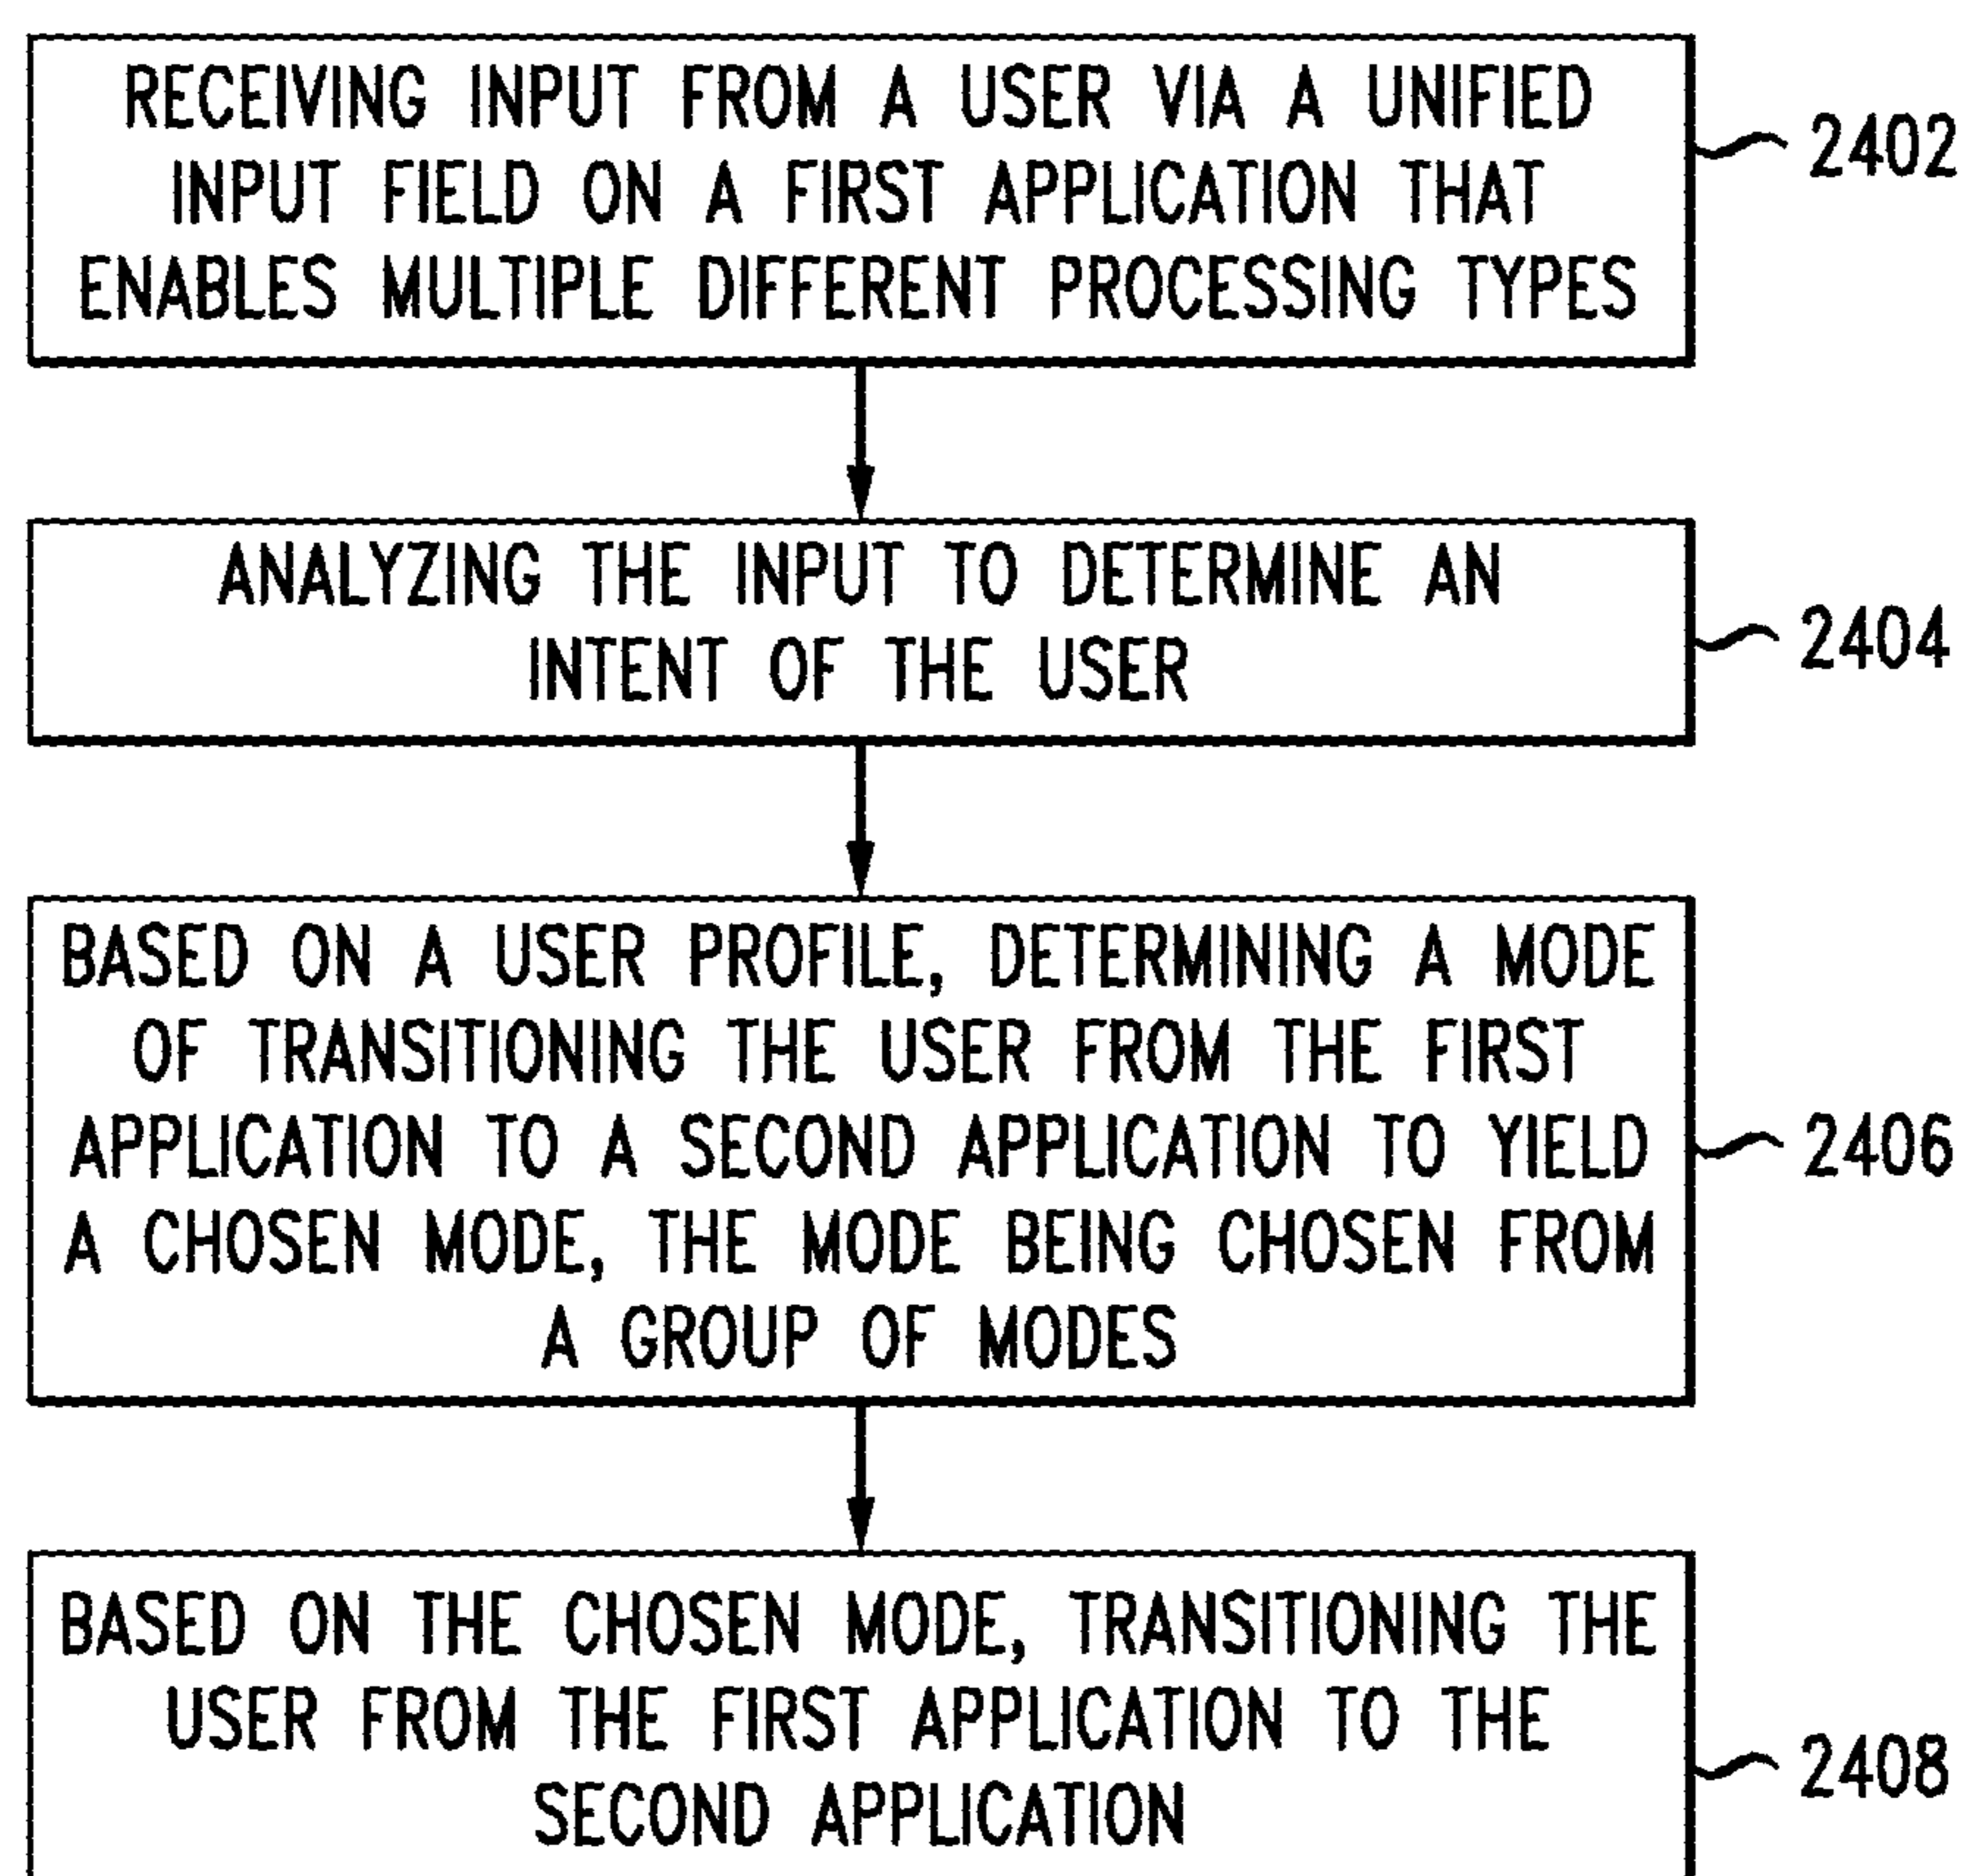 RECEIVING INPUT FROM A USER VIA A UNIFIED
INPUT FIELD ON A FIRST APPLICATION THAT
ENABLES MULTIPLE DIFFERENT PROCESSING TYPES
2402
ANALYZING THE INPUT TO DETERMINE AN
INTENT OF THE USER
2404
BASED ON A USER PROFILE, DETERMINING A MODE
OF TRANSITIONING THE USER FROM THE FIRST
APPLICATION TO A SECOND APPLICATION TO YIELD
A CHOSEN MODE, THE MODE BEING CHOSEN FROM
A GROUP OF MODES
2406
BASED ON THE CHOSEN MODE, TRANSITIONING THE
USER FROM THE FIRST APPLICATION TO THE
SECOND APPLICATION
2408